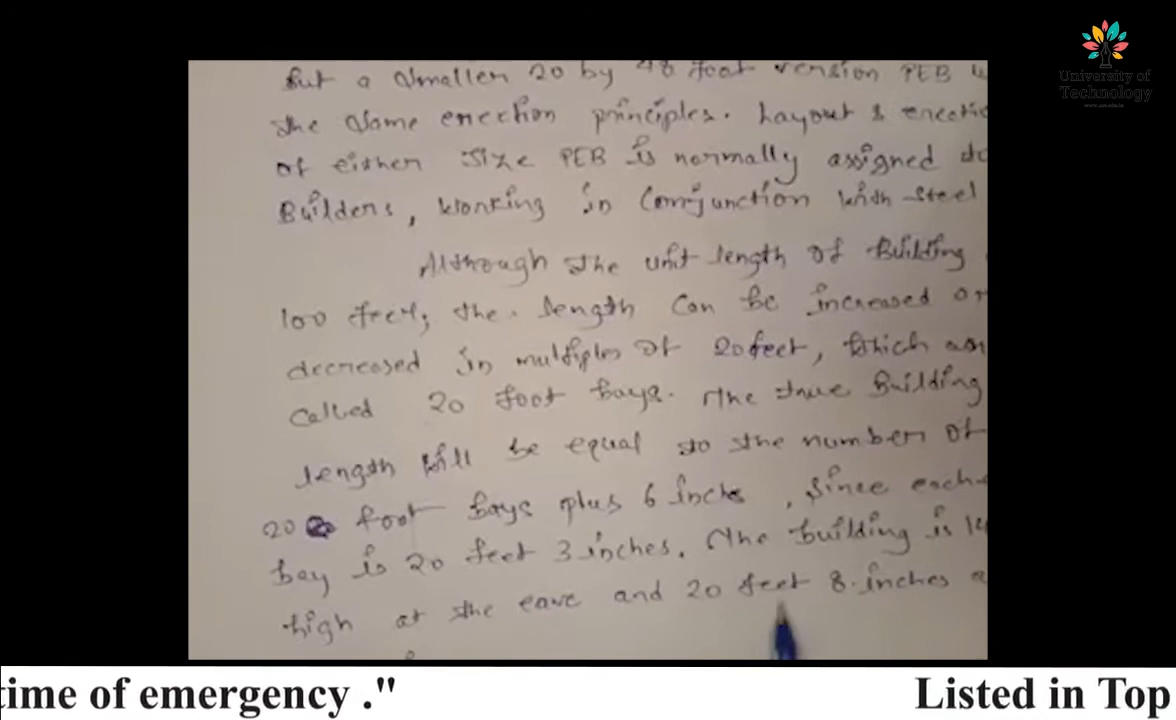 University of
Technology
But a smaller 20 by 48 foot version PEB
the same erection principles. Layout & erectio
of either size PEB is normally assigned to
Builders, working in conjunction with steel
Although the unit length of Building
100 feet, the length can be increased or
decreased in multiples of 20 feet, which are
called 20 foot bays. The true Building
length will be equal to the number of
20 foot bays plus 6 inches, since each
bay is 20 feet 3 inches. The building is 14
high at the eave and 20 feet 8 inches a
time of emergency ."
Listed in Top